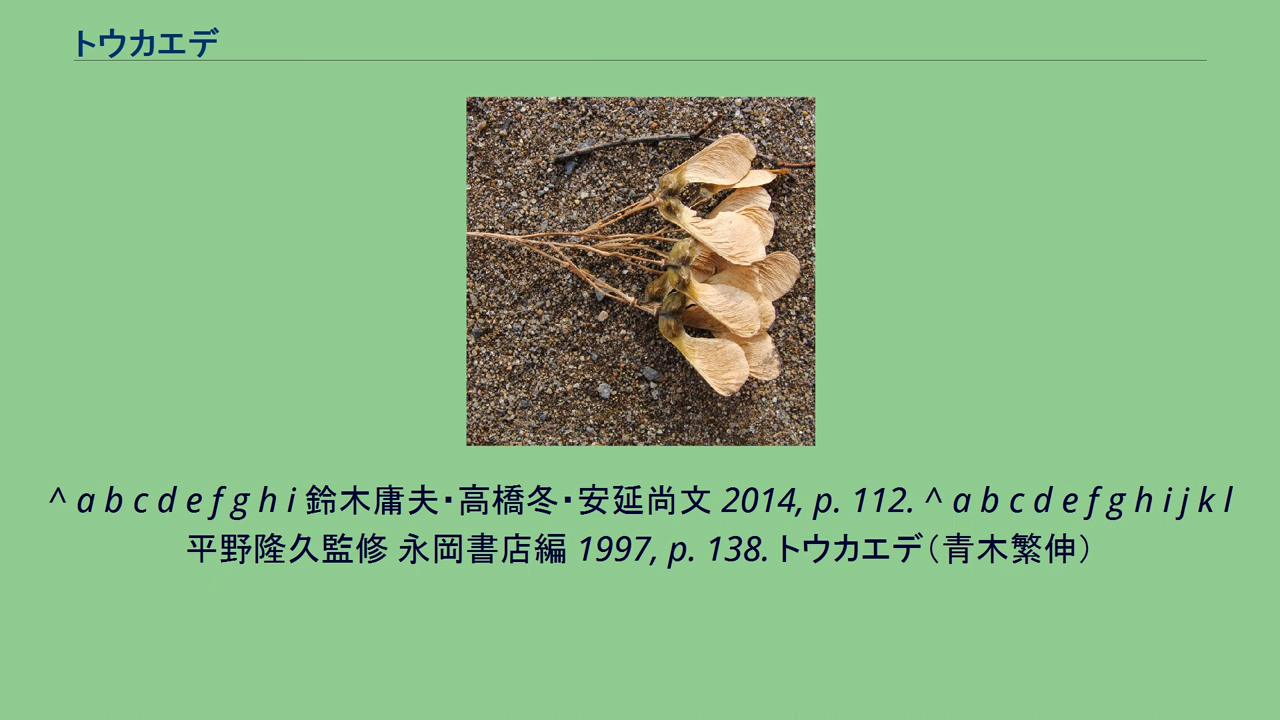 トウカエデ
^ a b c d e f g h i 鈴木庸夫・高橋冬・安延尚文 2014, p. 112. ^ a b c d e f g h i j k l
平野隆久監修 永岡書店編 1997, p. 138. トウカエデ（青木繁伸）